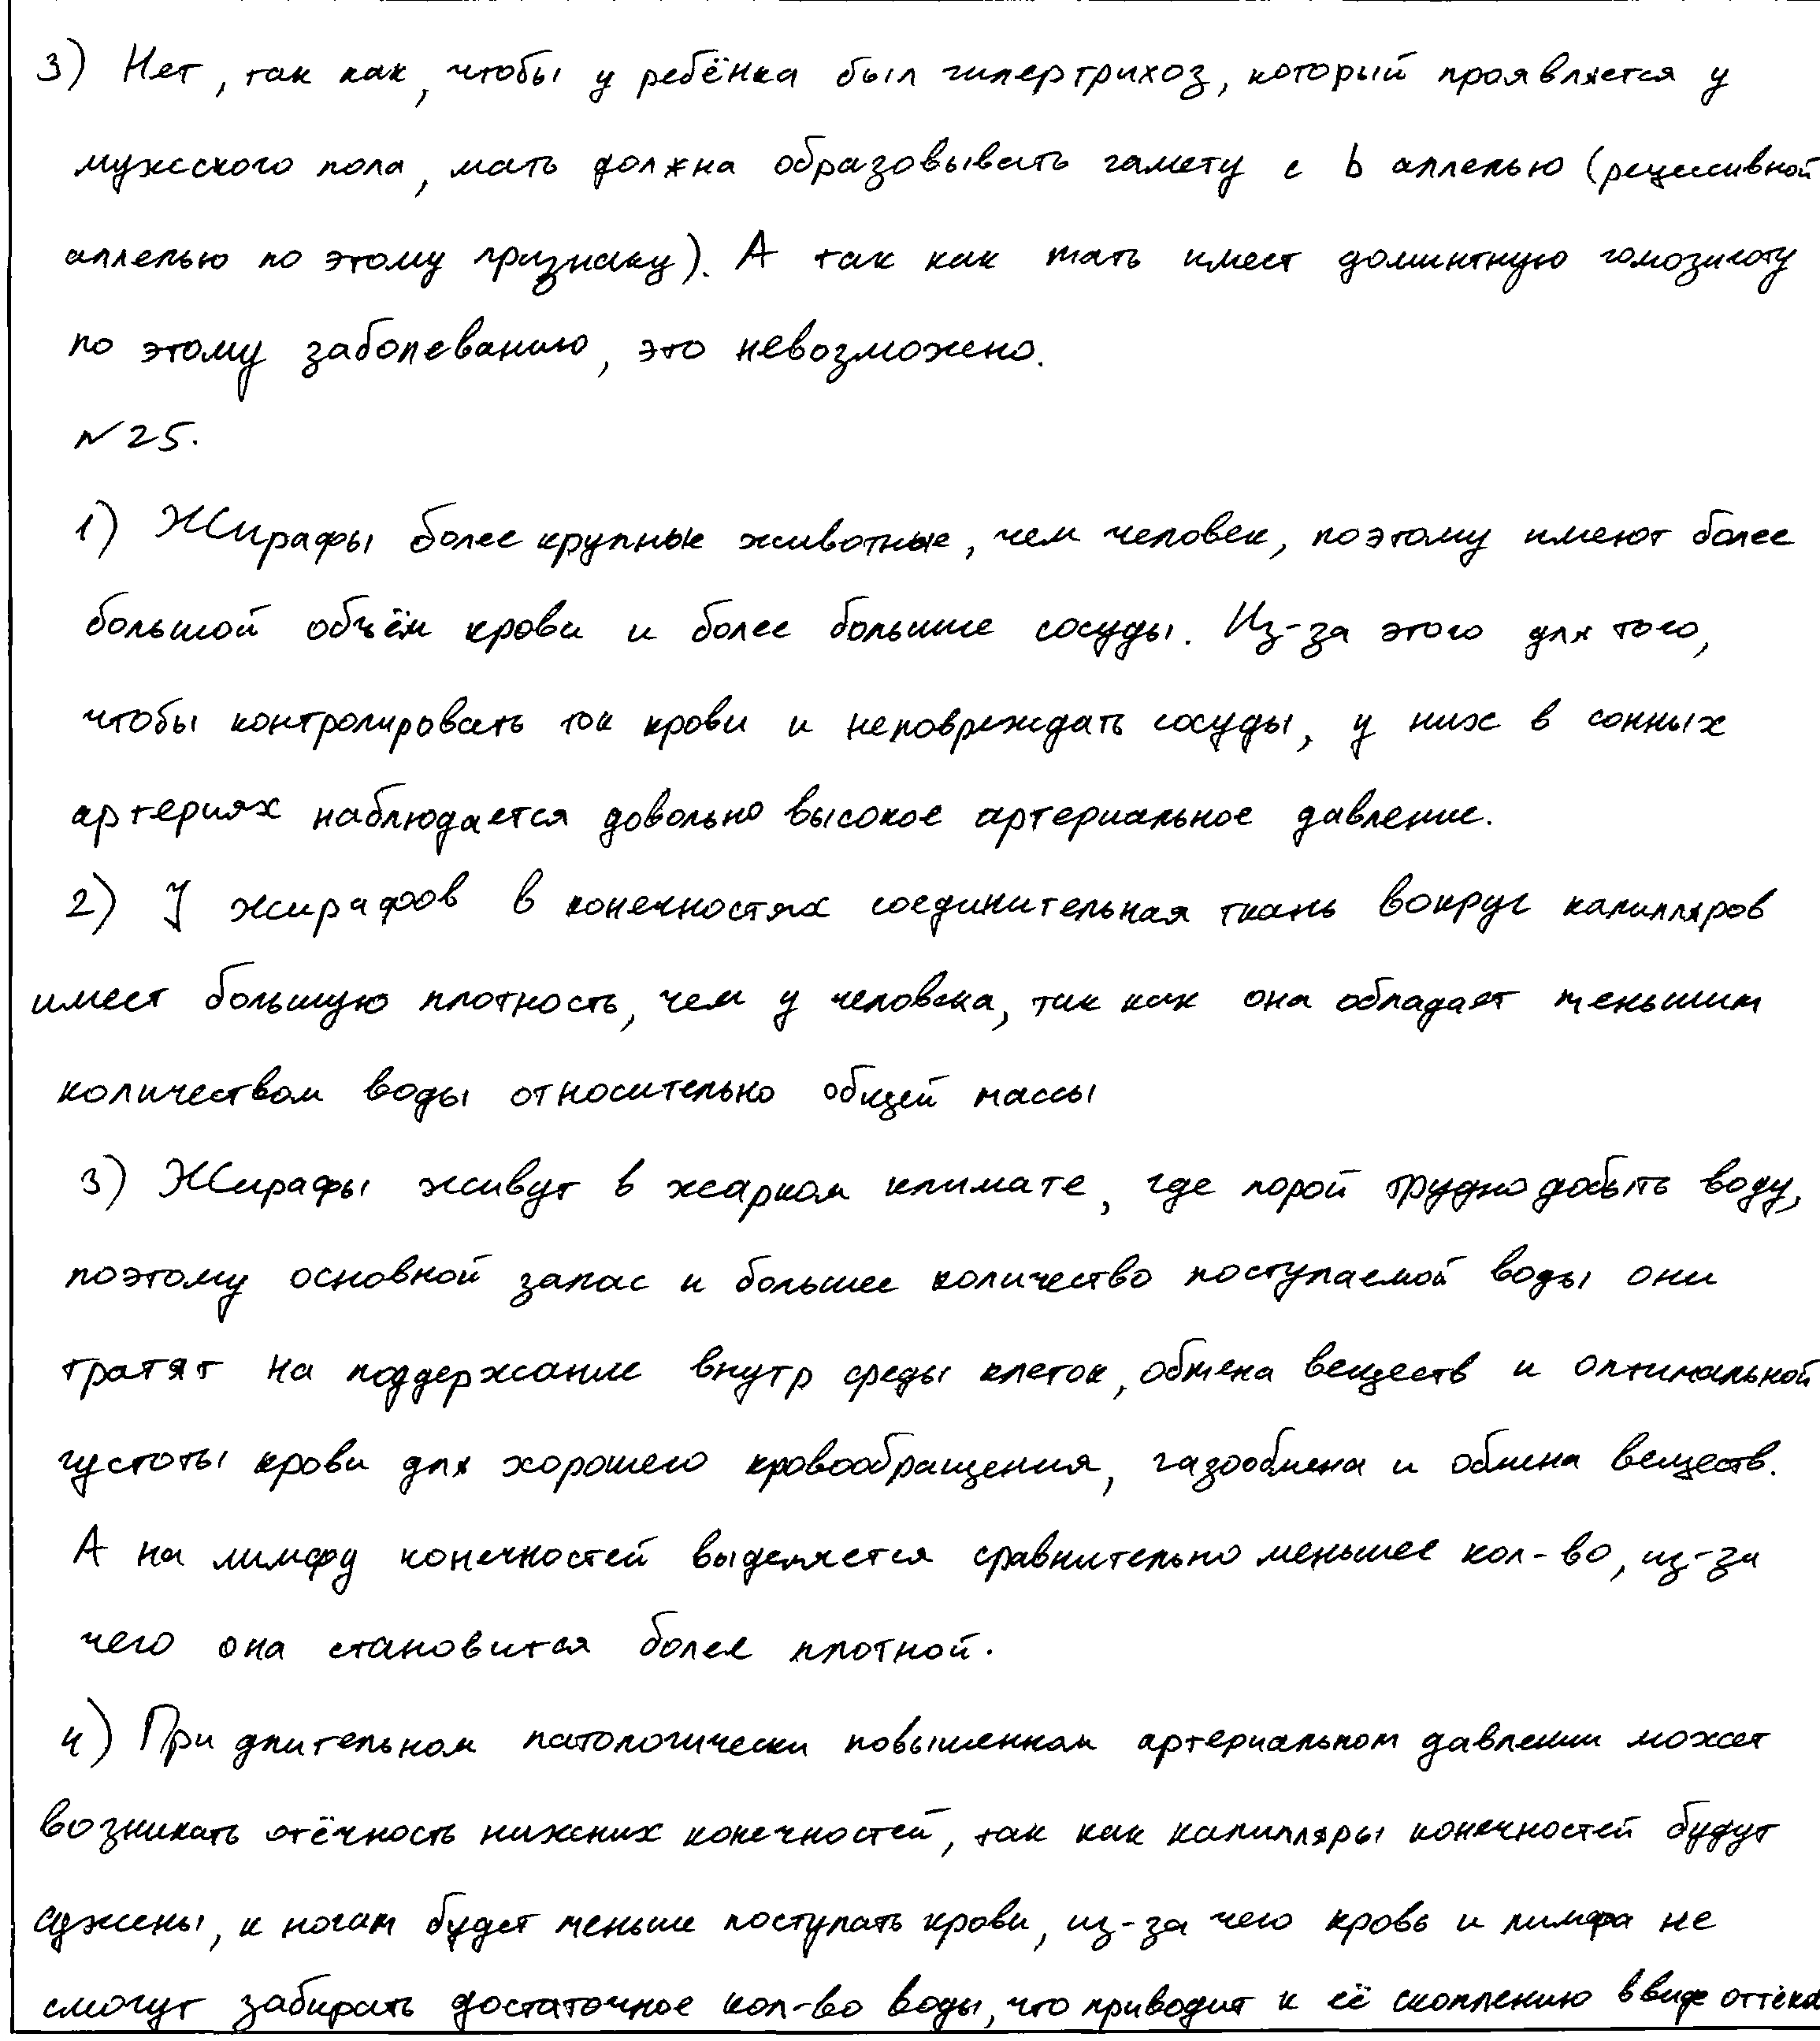 3) Нет, так как, чтобы у ребёнка был гипертрихоз, который проявляется у
мужского пола, мать должна образовывать гамету с b аллелью (рецессивной
аллелью по этому признаку). А так как мать имеет доминтную гомозиготу
по этому заболеванию, это невозможно.
№25.
1) Жирафы более крупные животные, чем человек, поэтому имеют более
большой объём крови и более большие сосуды. Из-за этого для того,
чтобы контролировать ток крови и неповреждать сосуды, у них в сонных
артериях наблюдается довольно высокое артериальное давление.
2) У жирафов в конечностях соединительная ткань вокруг капилляров
имеет большую плотность, чем у человека, так как она обладает меньшим
количеством воды относительно общей массы
3) Жирафы живут в жарком климате, где порой трудно добыть воду,
поэтому основной запас и большее количество поступаемой воды они
тратят на поддержание внутр среды клеток, обмена веществ и оптимальной
густоты крови для хорошего кровообращения, газообмена и обмена веществ.
А на лимфу конечностей выделяется сравнительно меньшее кол-во, из-за
чего она становится более плотной.
4) При длительном патологически повышенном артериальном давлении может
возникать отёчность нижних конечностей, так как капилляры конечностей будут
сужены, к ногам будет меньше поступать крови, из-за чего кровь и лимфа не
смогут забирать достаточное кол-во воды, что приводит к её скоплению в виде оттёка